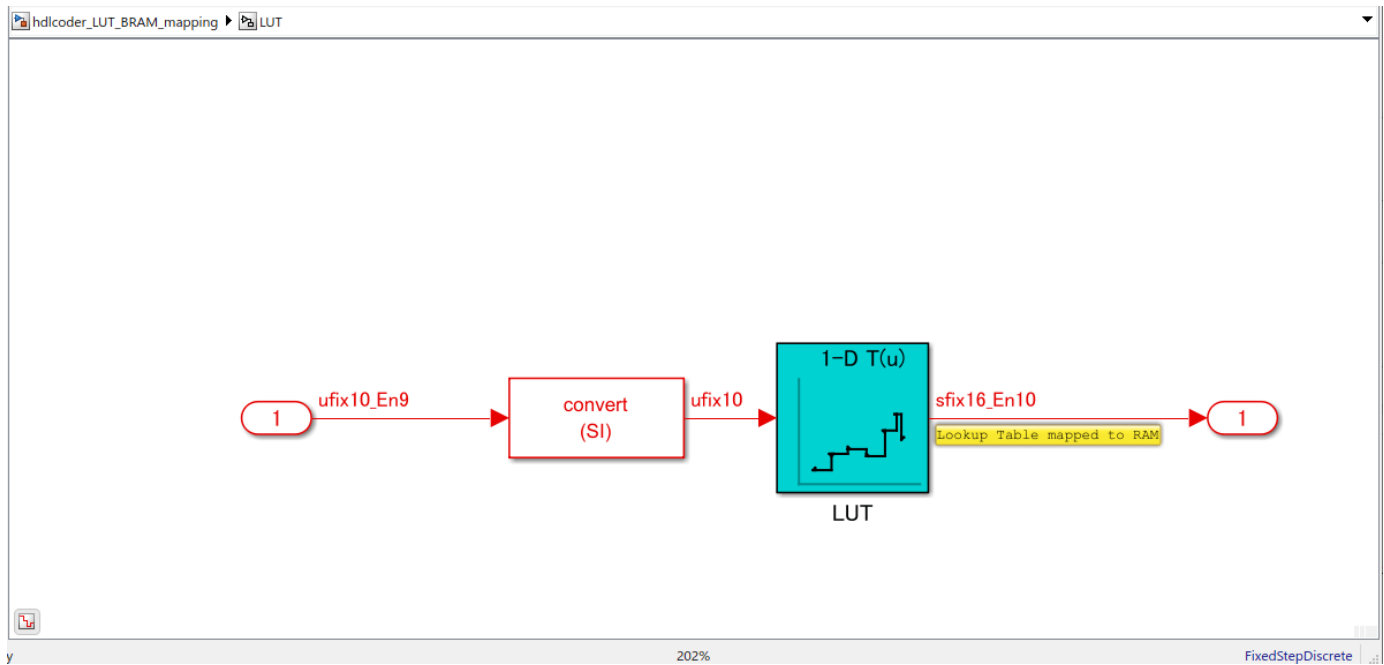 hdlcoder_LUT_BRAM_mapping LUT
1-D T(u)
ufix10_En9
ufix10
sfix16_En10
1
convert
(SI)
1
Lookup Table mapped to RAM
LUT
y
202%
FixedStepDiscrete